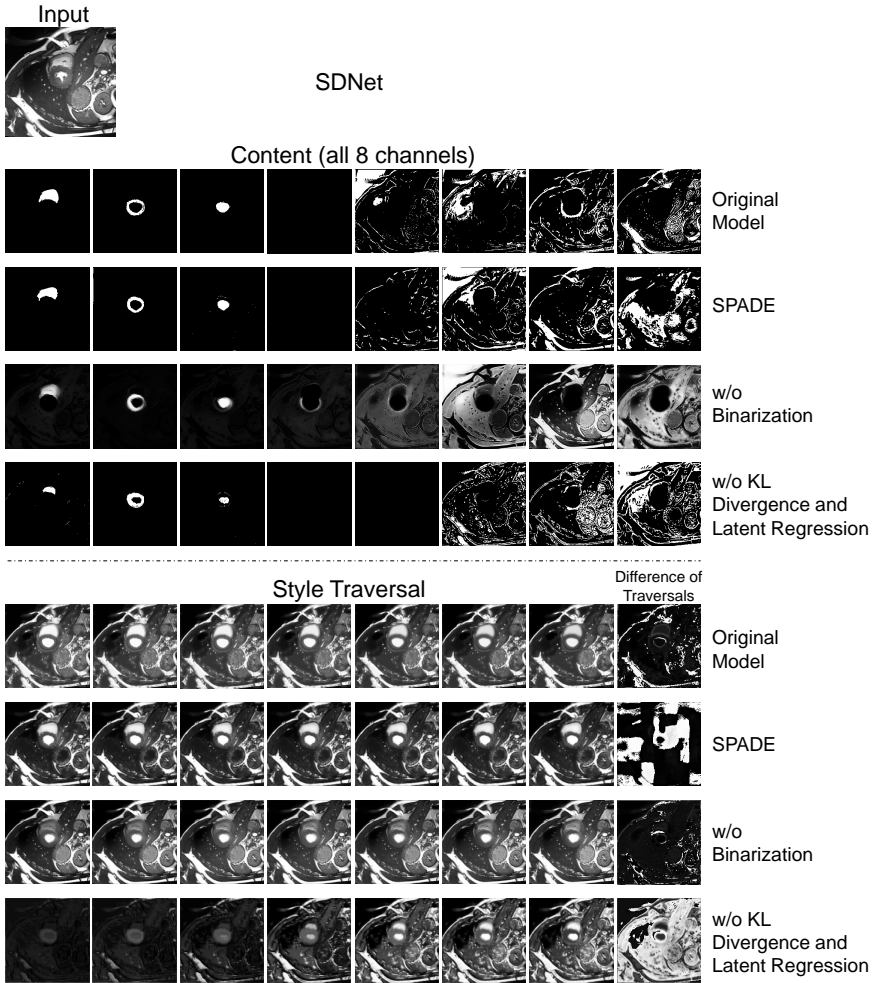 Input
SDNet
Content (all 8 channels)
Original
Model
SPADE
w/o
Binarization
w/o KL
Divergence and
Latent Regression
Style Traversal
Difference of
Traversals
Original
Model
SPADE
w/o
Binarization
w/o KL
Divergence and
Latent Regression